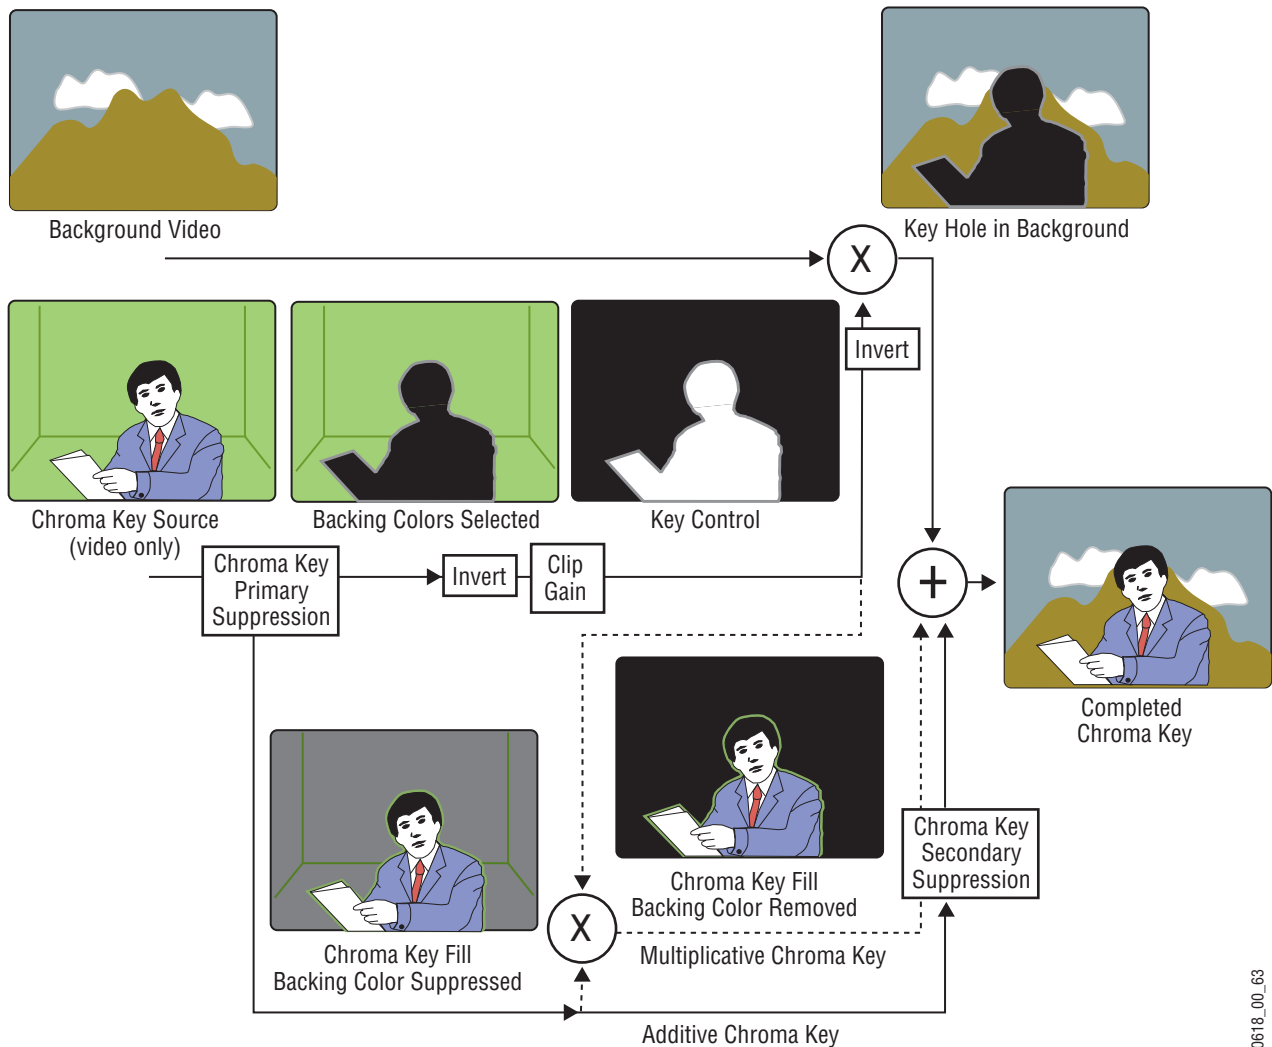 Background Video
Key Hole in Background
X
Invert
Chroma Key Source
(video only)
Backing Colors Selected
Key Control
Chroma Key
Primary
Suppression
Invert
Clip
Gain
+
Completed
Chroma Key
Chroma Key
Secondary
Suppression
Chroma Key Fill
Backing Color Removed
X
Multiplicative Chroma Key
Chroma Key Fill
Backing Color Suppressed
Additive Chroma Key
0618_00_63